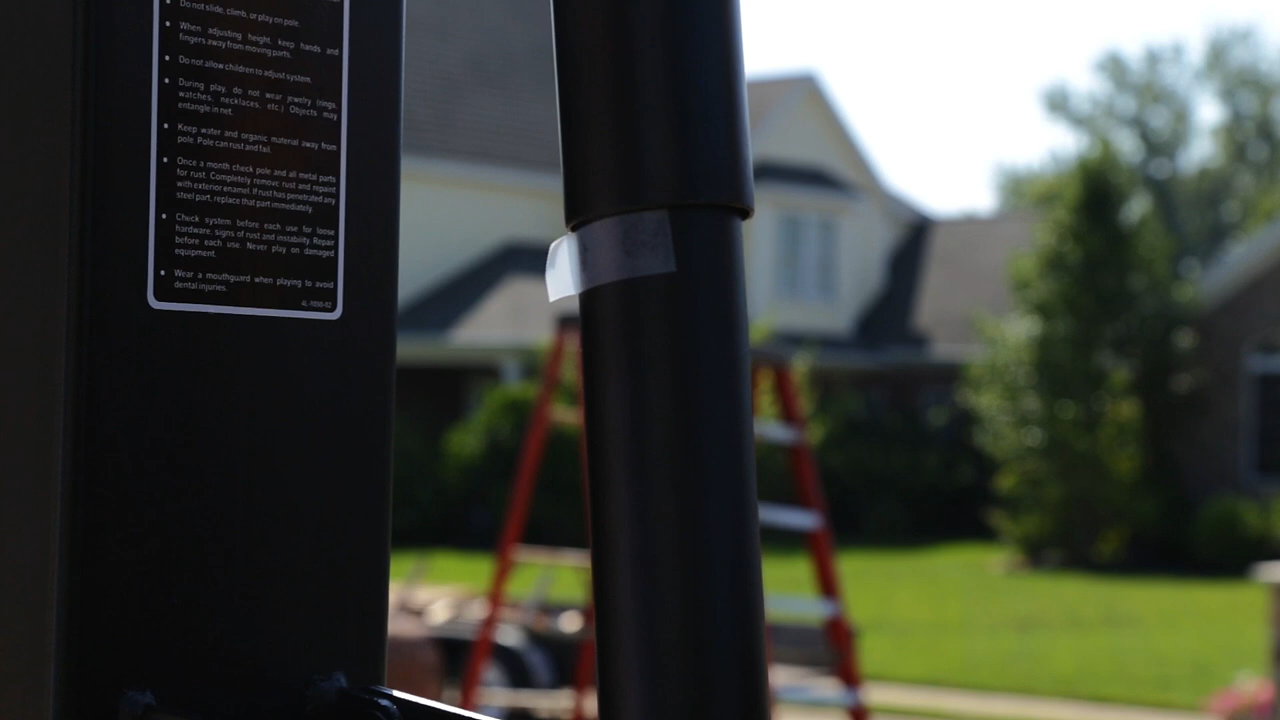 • Do not slide, climb, or play on pole.
• When adjusting height, keep hands and
fingers away from moving parts.
• Do not allow children to adjust system.
• During play, do not wear jewelry (rings,
watches, necklaces, etc.) Objects may
entangle in net.
• Keep water and organic material away from
pole. Pole can rust and fail.
• Once a month check pole and all metal parts
for rust. Completely remove rust and repaint
with exterior enamel. If rust has penetrated any
steel part, replace that part immediately.
• Check system before each use for loose
hardware, signs of rust and instability. Repair
before each use. Never play on damaged
equipment.
• Wear a mouthguard when playing to avoid
dental injuries.